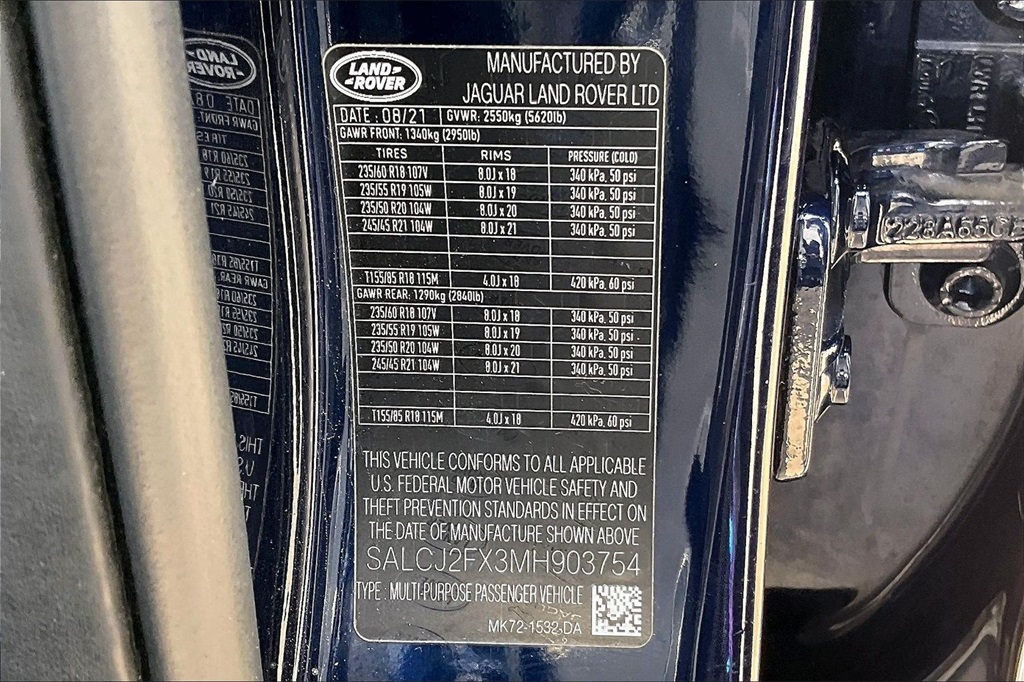 LAND ROVER
MANUFACTURED BY
JAGUAR LAND ROVER LTD
DATE : 08/21 GVWR: 2550kg (5620lb)
GAWR FRONT: 1340kg (2950lb)
TIRES RIMS PRESSURE (COLD)
235/60 R18 107V 8.0J x 18 340 kPa, 50 psi
235/55 R19 105W 8.0J x 19 340 kPa, 50 psi
235/50 R20 104W 8.0J x 20 340 kPa, 50 psi
245/45 R21 104W 8.0J x 21 340 kPa, 50 psi
T155/85 R18 115M 4.0J x 18 420 kPa, 60 psi
GAWR REAR: 1290kg (2840lb)
235/60 R18 107V 8.0J x 18 340 kPa, 50 psi
235/55 R19 105W 8.0J x 19 340 kPa, 50 psi
235/50 R20 104W 8.0J x 20 340 kPa, 50 psi
245/45 R21 104W 8.0J x 21 340 kPa, 50 psi
T155/85 R18 115M 4.0J x 18 420 kPa, 60 psi
THIS VEHICLE CONFORMS TO ALL APPLICABLE
U.S. FEDERAL MOTOR VEHICLE SAFETY AND
THEFT PREVENTION STANDARDS IN EFFECT ON
THE DATE OF MANUFACTURE SHOWN ABOVE
SALCJ2FX3MH903754
TYPE : MULTI-PURPOSE PASSENGER VEHICLE
MK72-1532-DA